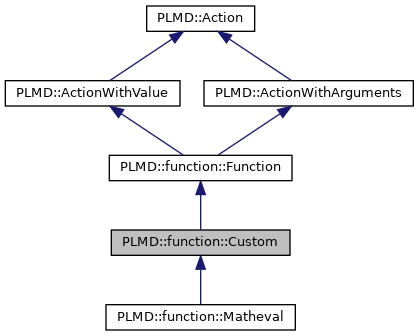 PLMD::Action
PLMD::ActionWithValue
PLMD::ActionWithArguments
PLMD::function::Function
PLMD::function::Custom
PLMD::function::Matheval